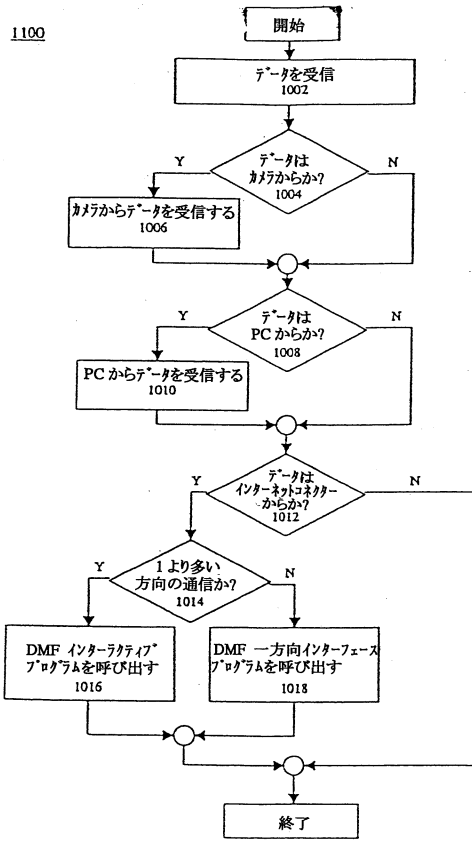 1100
開始
データを受信
1002
データは
カメラからか?
1004
Y
N
カメラからデータを受信する
1006
データは
PCからか?
1008
Y
N
PCからデータを受信する
1010
データは
インターネットコネクター
からか?
1012
Y
N
1より多い
方向の通信か?
1014
Y
N
DMF インターラクティブ
プログラムを呼び出す
1016
DMF 一方向インターフェース
プログラムを呼び出す
1018
終了